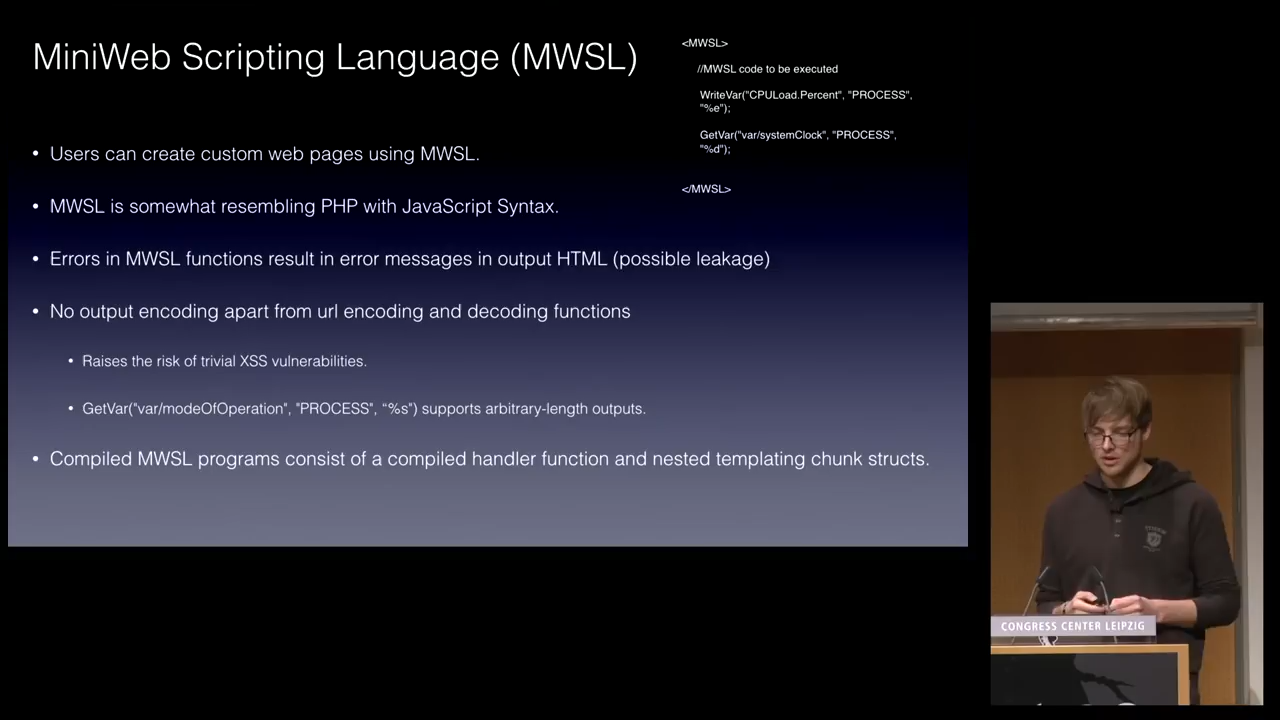 MiniWeb Scripting Language (MWSL)
<MWSL>
//MWSL code to be executed
WriteVar("CPULoad.Percent", "PROCESS",
"%e");
GetVar("var/systemClock", "PROCESS",
"%d");
</MWSL>
• Users can create custom web pages using MWSL.
• MWSL is somewhat resembling PHP with JavaScript Syntax.
• Errors in MWSL functions result in error messages in output HTML (possible leakage)
• No output encoding apart from url encoding and decoding functions
• Raises the risk of trivial XSS vulnerabilities.
• GetVar("var/modeOfOperation", "PROCESS", “%s") supports arbitrary-length outputs.
• Compiled MWSL programs consist of a compiled handler function and nested templating chunk structs.
CONGRESS CENTER LEIPZIG